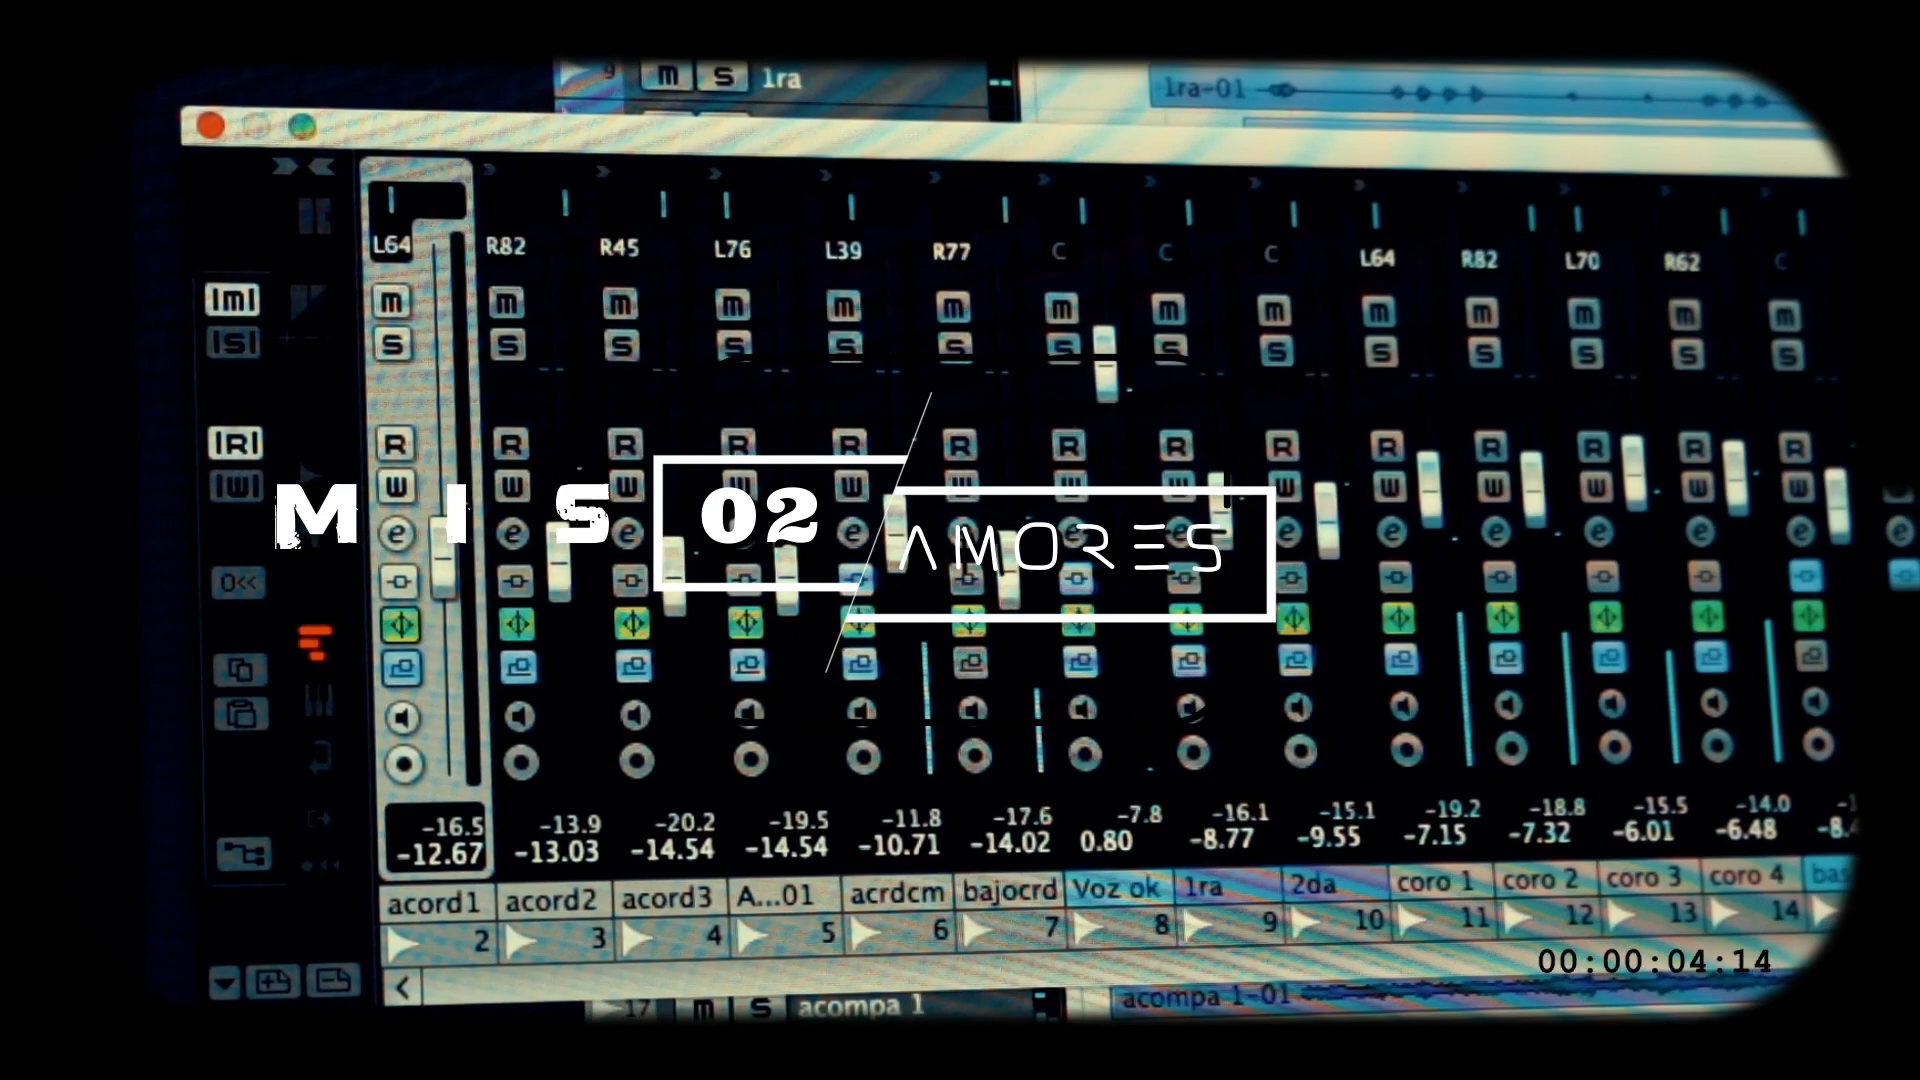 m S 1ra
1ra-01
L64 R82 R45 L76 L39 R77 C C C L64 R82 L70 R62 C
m m m m m m m m m m m m m m m
S S S S S S S S S S S S S S S
R R R R R R R R R R R R R R R
W W W W W W W W W W W W W W W
M I S 02 AMORES
e e e e e e e e e e e e
0<<
-16.5 -13.9 -20.2 -19.5 -11.8 -17.6 -7.8 -16.1 -15.1 -19.2 -18.8 -15.5 -14.0
-12.67 -13.03 -14.54 -14.54 -10.71 -14.02 0.80 -8.77 -9.55 -7.15 -7.32 -6.01 -6.48
acord1 acord2 acord3 A...01 acrdcm bajocrd Voz ok 1ra 2da coro 1 coro 2 coro 3 coro 4
2 3 4 5 6 7 8 9 10 11 12 13 14
00:00:04:14
17 m S acompa 1
acompa 1-01